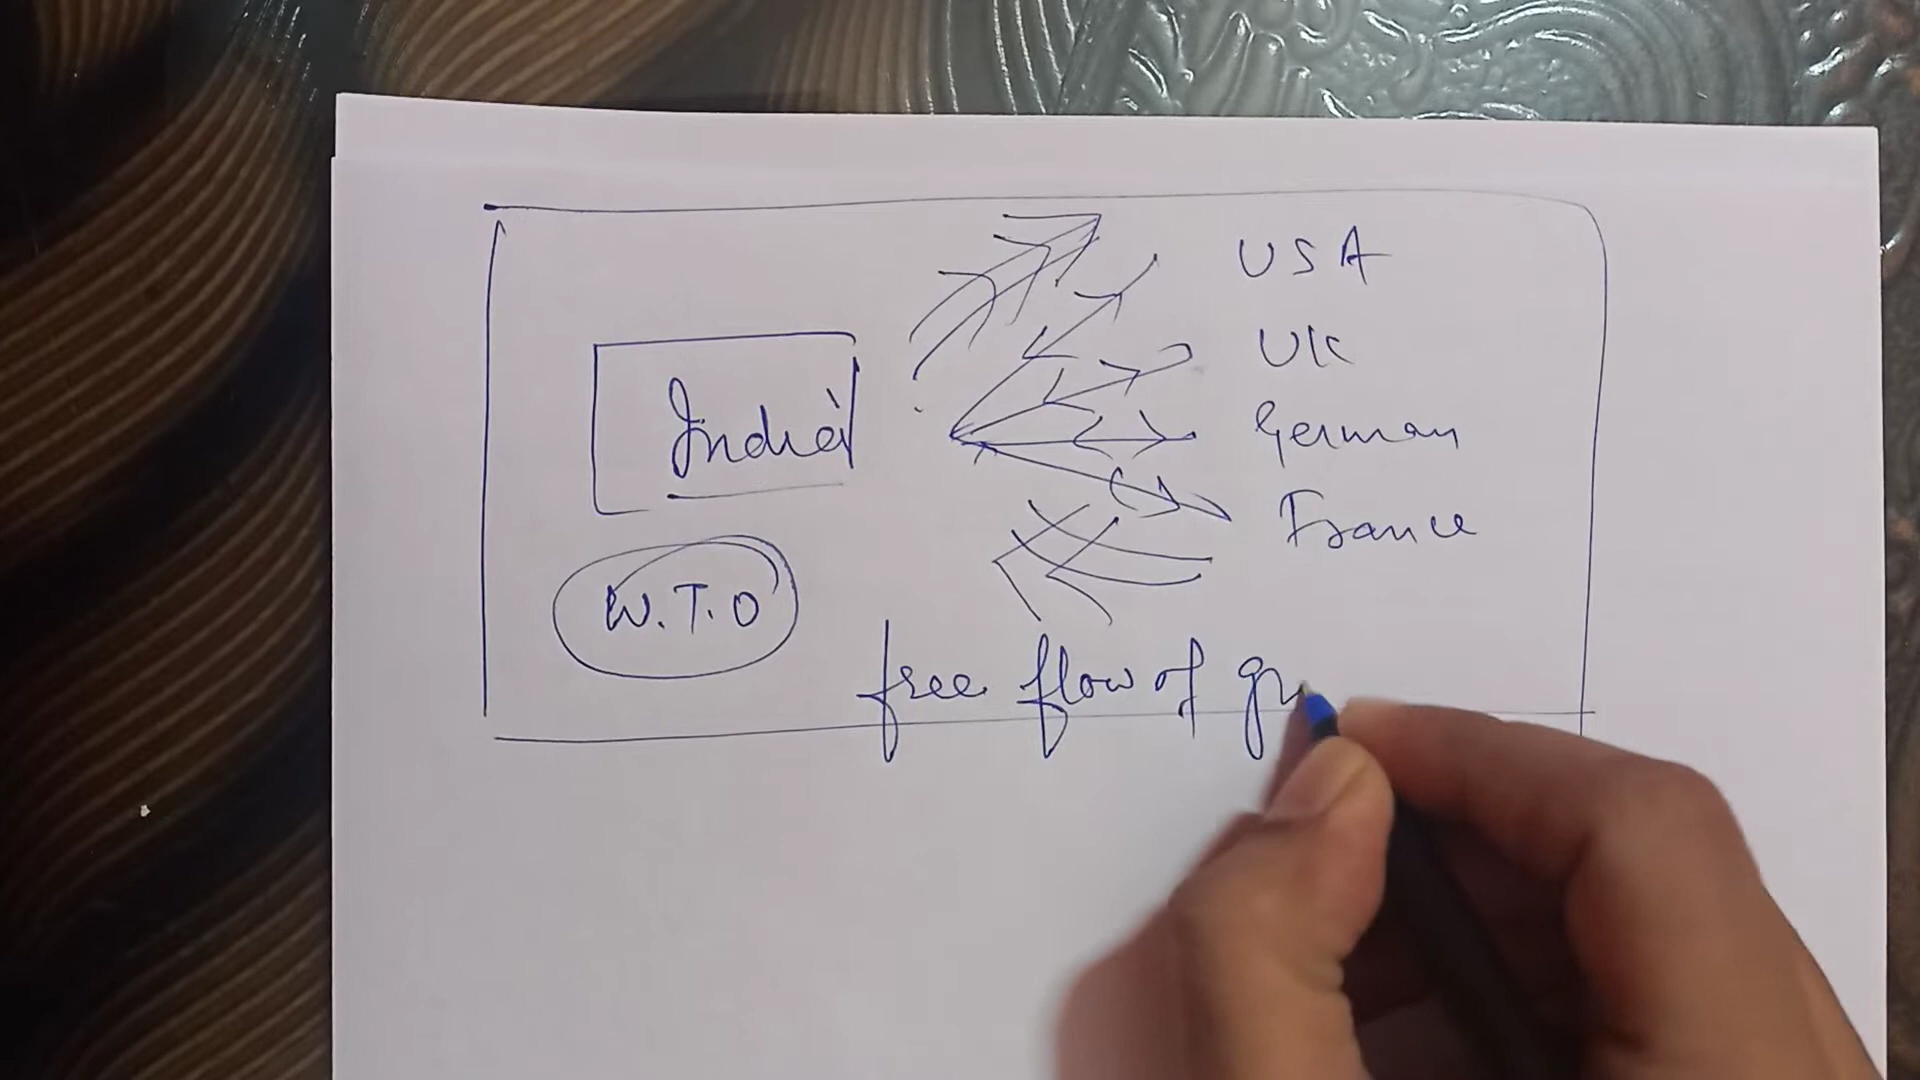 USA
UK
India
German
France
W.T.O
free flow of